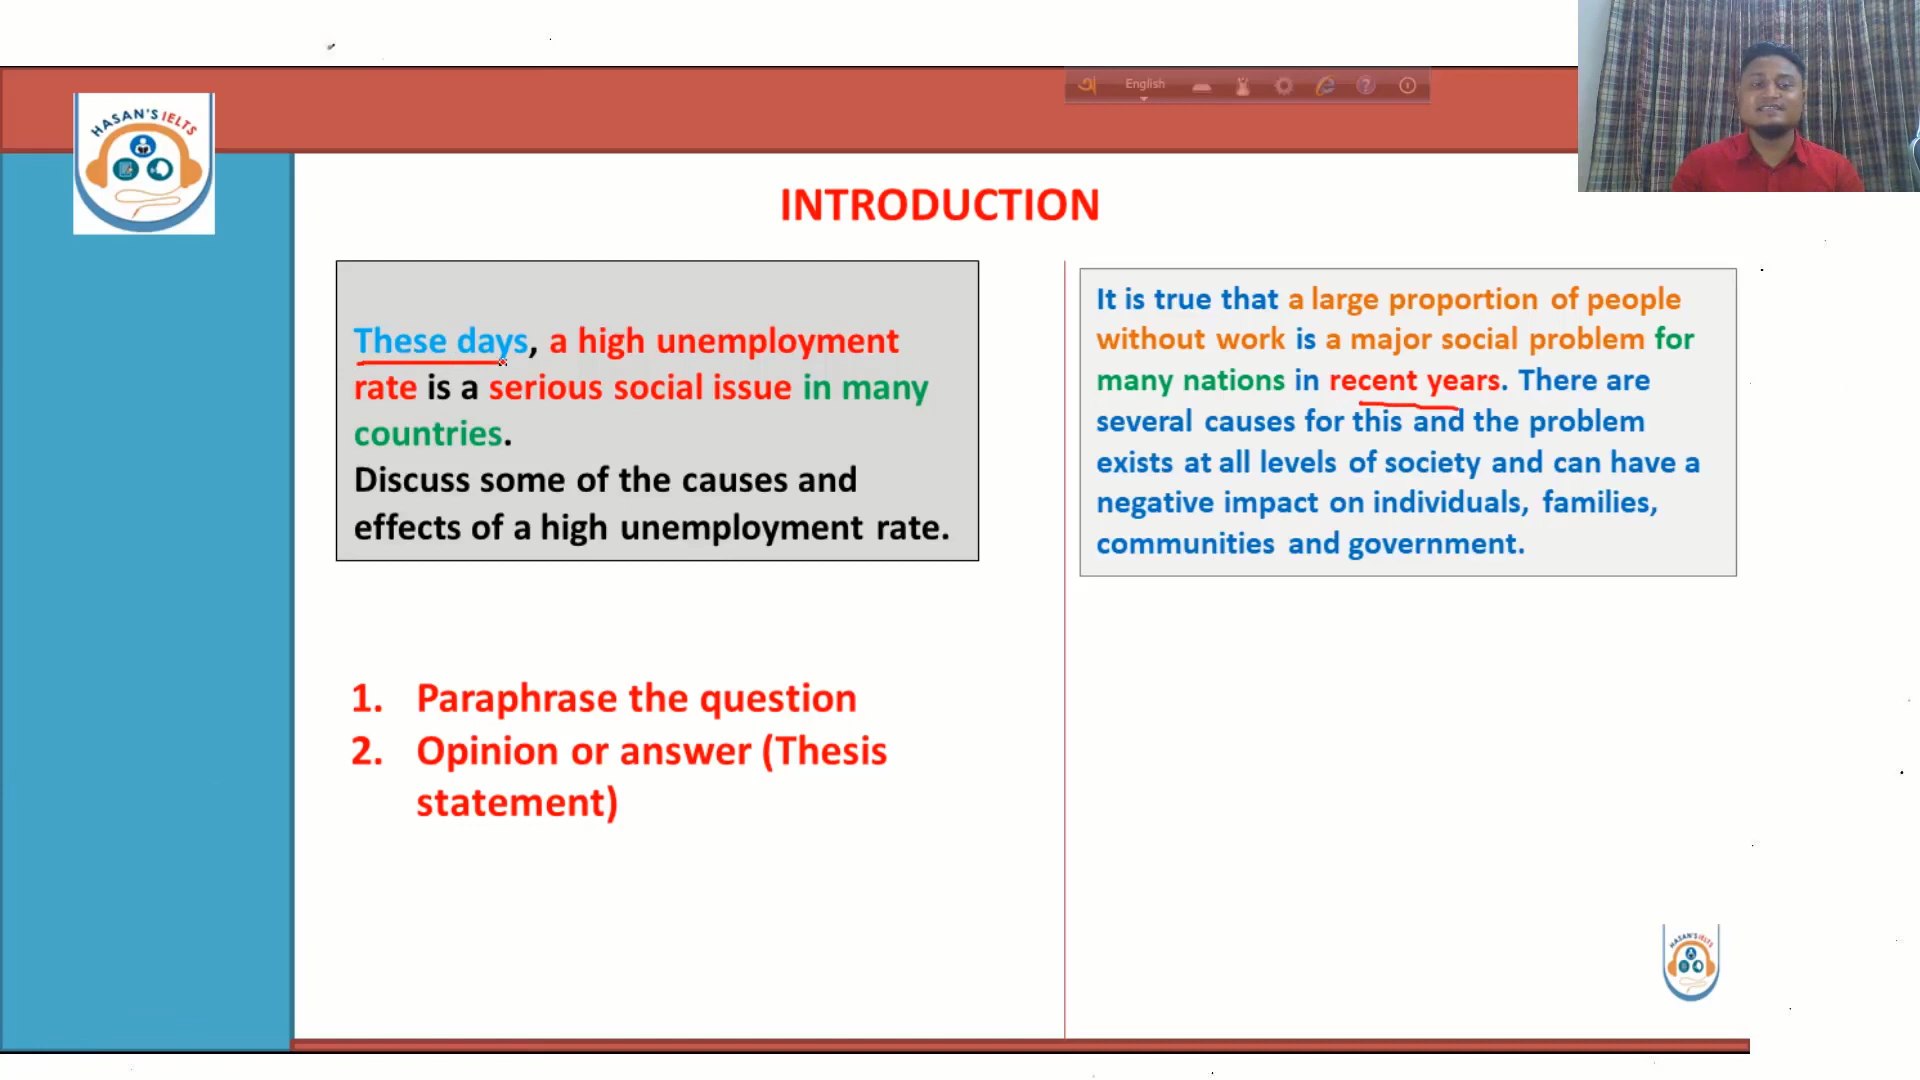 HASAN'S IELTS
English
INTRODUCTION
These days, a high unemployment
rate is a serious social issue in many
countries.
Discuss some of the causes and
effects of a high unemployment rate.
It is true that a large proportion of people
without work is a major social problem for
many nations in recent years. There are
several causes for this and the problem
exists at all levels of society and can have a
negative impact on individuals, families,
communities and government.
1. Paraphrase the question
2. Opinion or answer (Thesis
statement)
HASAN'S IELTS